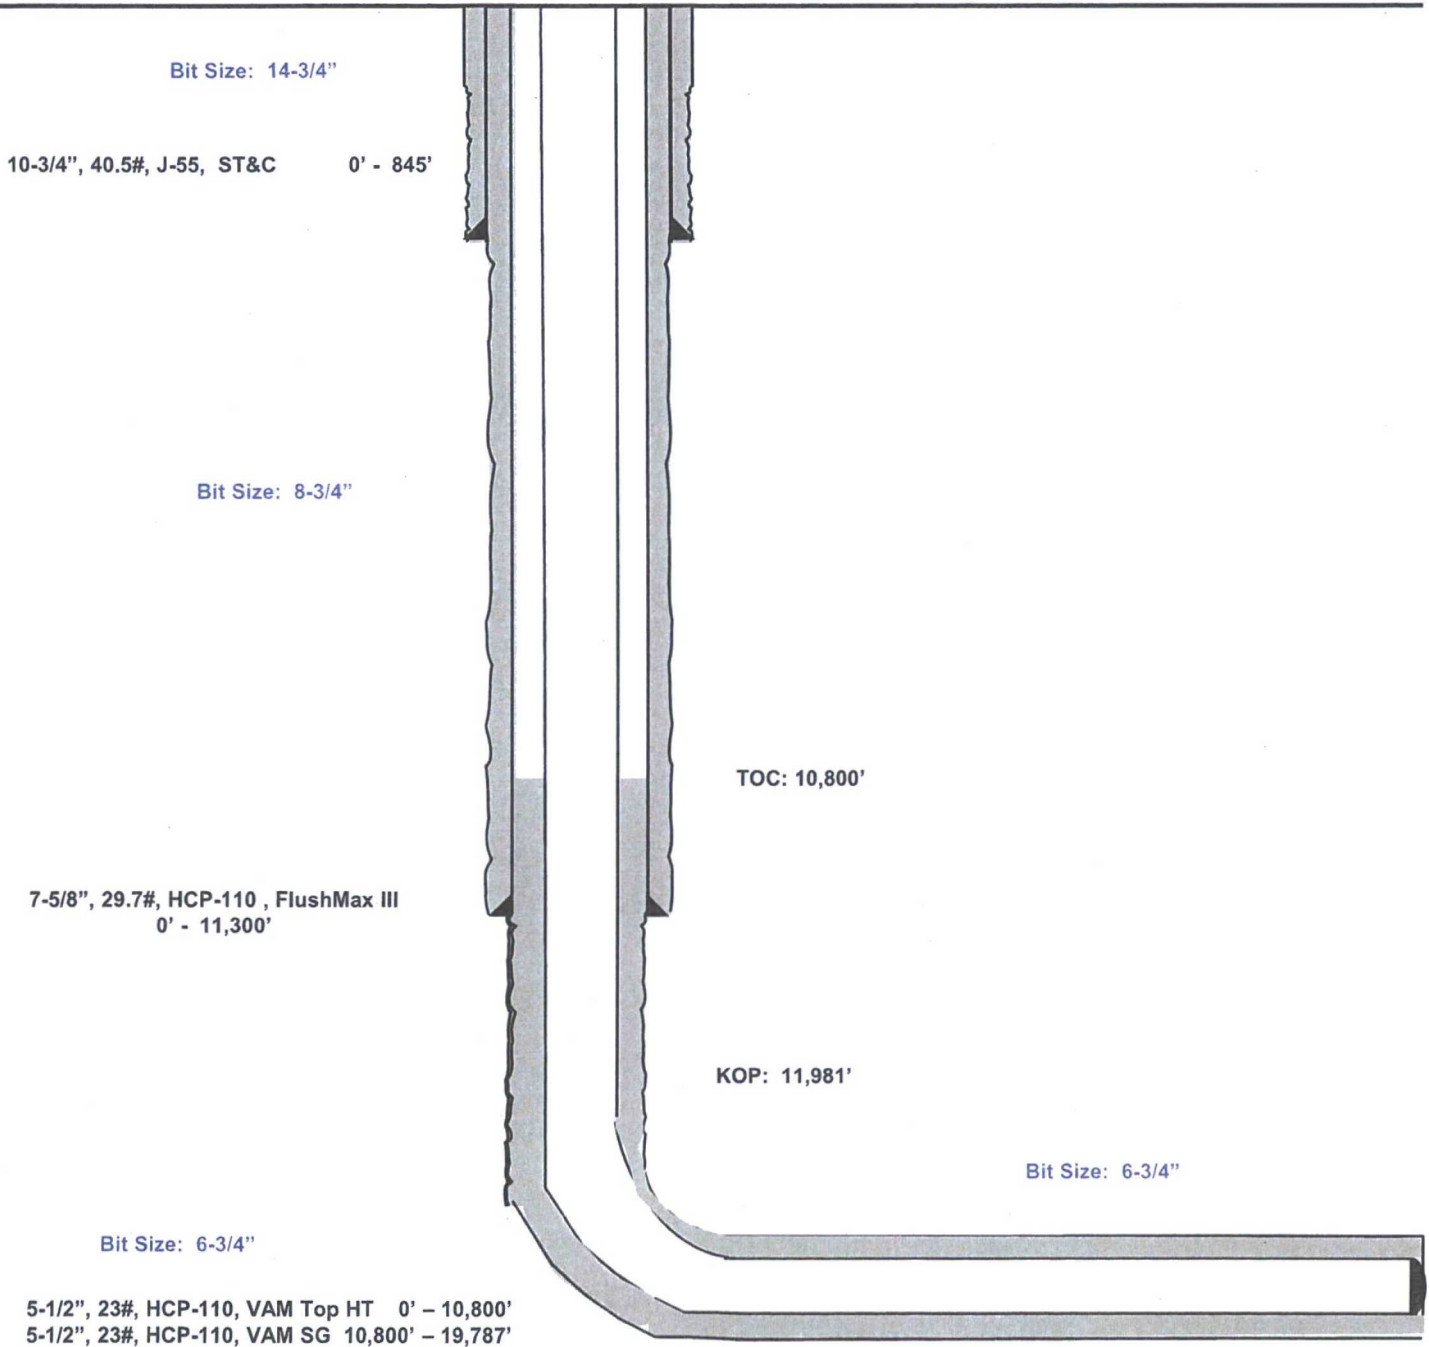 Bit Size: 14-3/4”
10-3/4”, 40.5#, J-55, ST&C 0’ - 845’
Bit Size: 8-3/4”
TOC: 10,800’
7-5/8”, 29.7#, HCP-110 , FlushMax III
0’ - 11,300’
KOP: 11,981’
Bit Size: 6-3/4”
Bit Size: 6-3/4”
5-1/2”, 23#, HCP-110, VAM Top HT 0’ – 10,800’
5-1/2”, 23#, HCP-110, VAM SG 10,800’ – 19,787’